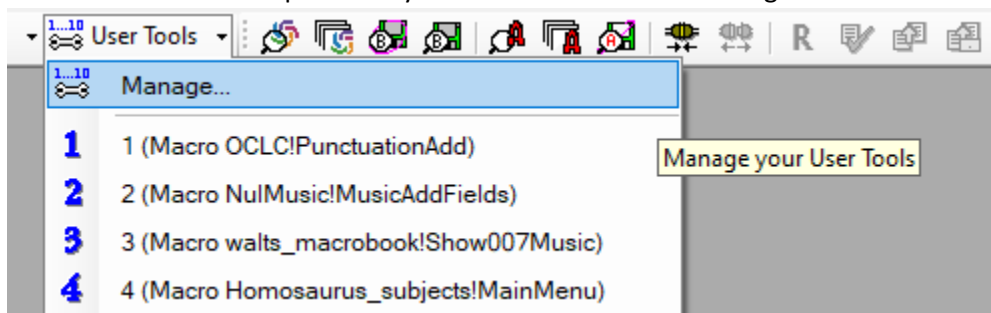 1...10 User Tools
R
1...10 Manage...
1 1 (Macro OCLC!PunctuationAdd)
Manage your User Tools
2 2 (Macro NulMusic!MusicAddFields)
3 3 (Macro walts_macrobook!Show007Music)
4 4 (Macro Homosaurus_subjects!MainMenu)